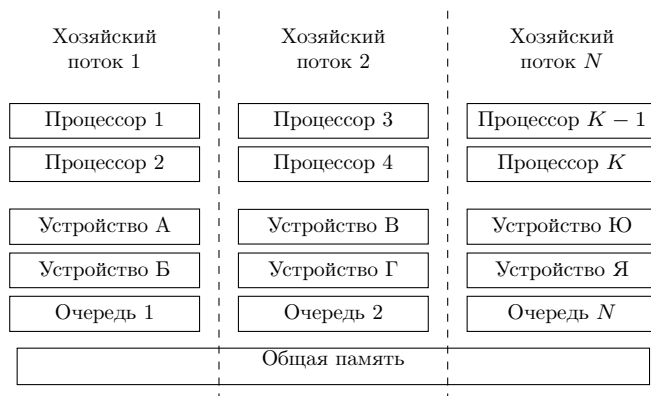 Хозяйский поток 1
Хозяйский поток 2
Хозяйский поток N
Процессор 1
Процессор 3
Процессор K − 1
Процессор 2
Процессор 4
Процессор K
Устройство А
Устройство В
Устройство Ю
Устройство Б
Устройство Г
Устройство Я
Очередь 1
Очередь 2
Очередь N
Общая память